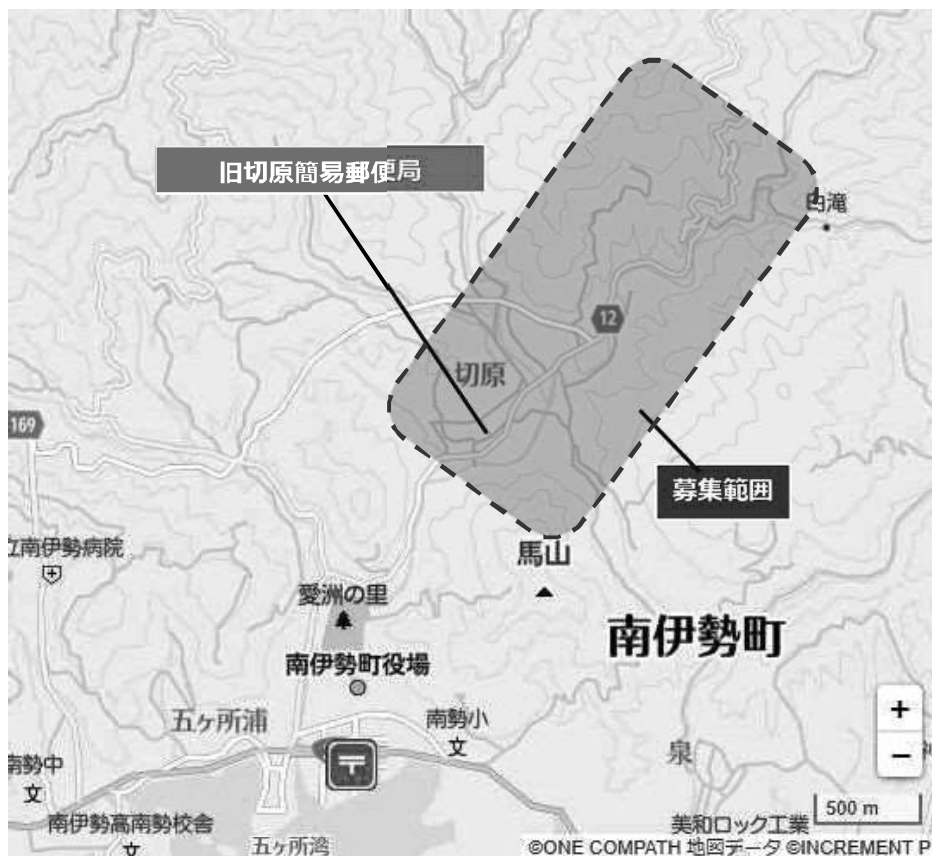 旧切原簡易郵便局
白滝
12
切原
169
募集範囲
立南伊勢病院
馬山
愛洲の里
南伊勢町
南伊勢町役場
五ヶ所浦
南勢小
文
+
泉
−
南勢中
文
500 m
南伊勢高南勢校舎
文
五ヶ所湾
美和ロック工業
©ONE COMPATH 地図データ ©INCREMENT P